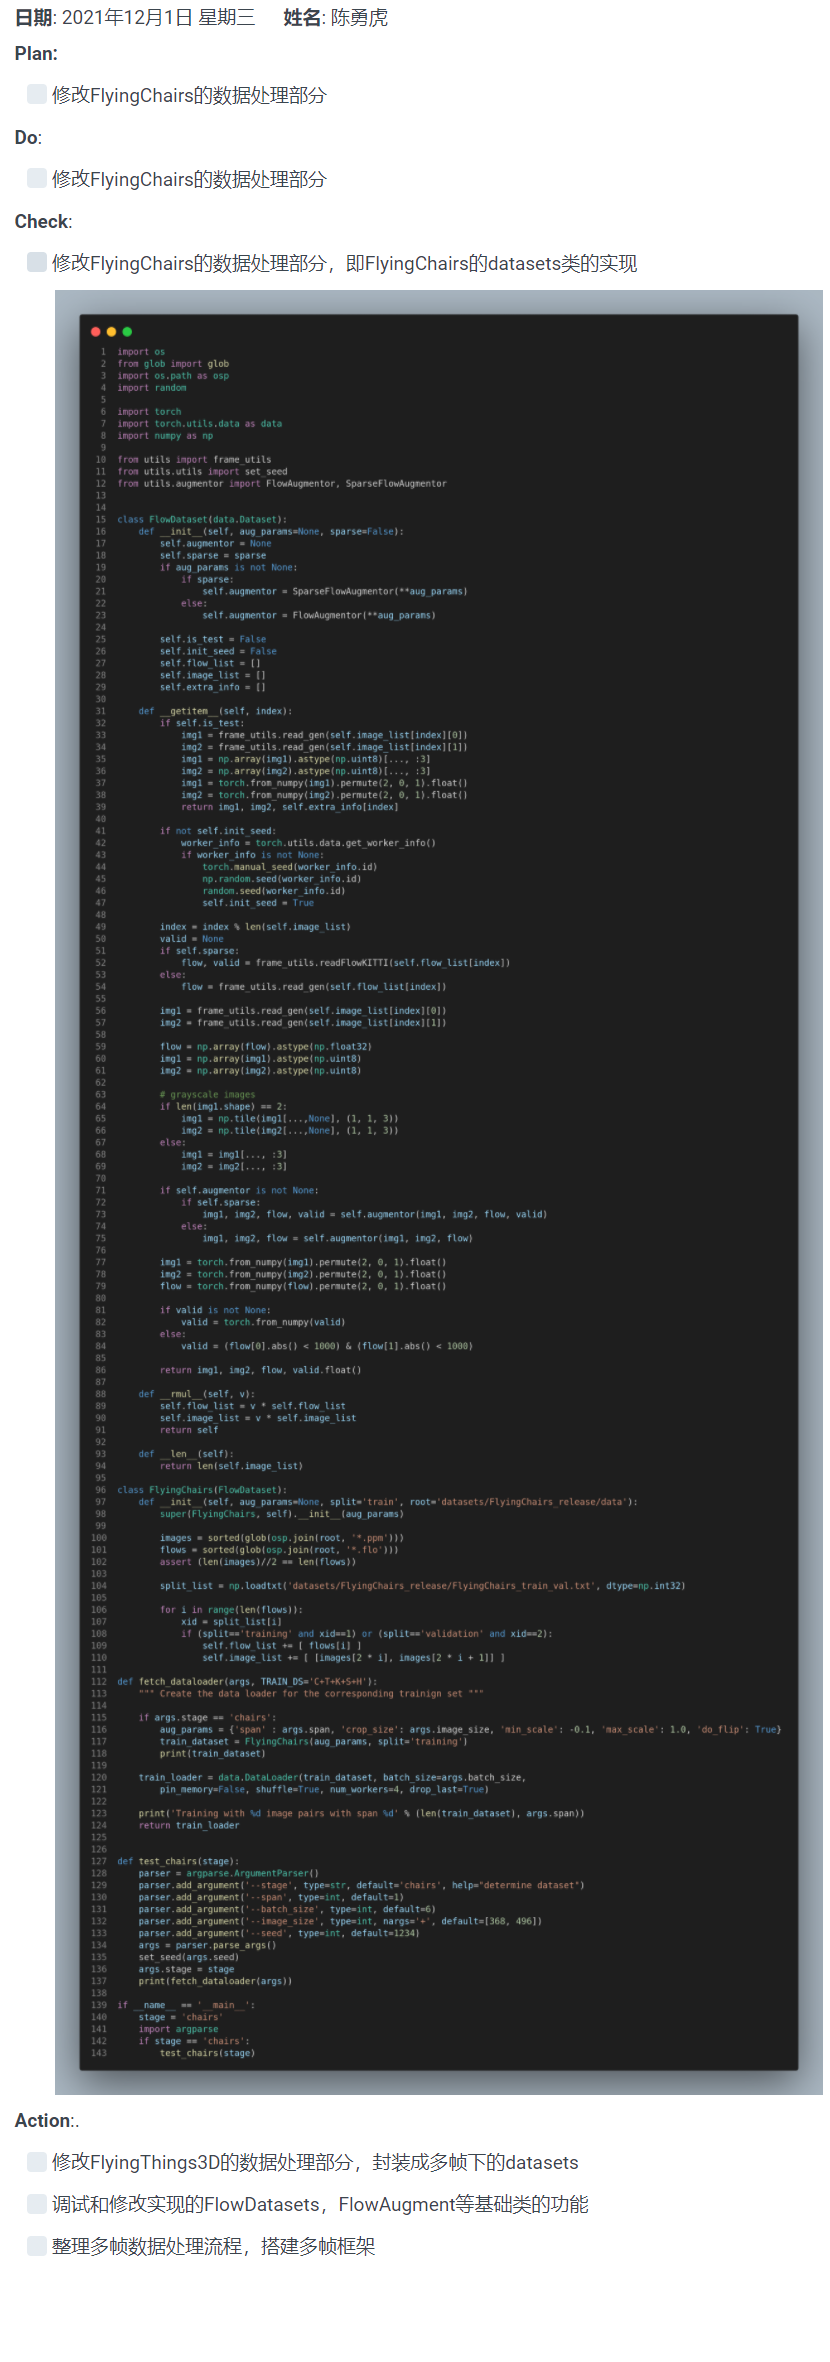 日期: 2021年12月1日 星期三 姓名: 陈勇虎
Plan:
修改FlyingChairs的数据处理部分
Do:
修改FlyingChairs的数据处理部分
Check:
修改FlyingChairs的数据处理部分，即FlyingChairs的datasets类的实现
1 import os
2 from glob import glob
3 import os.path as osp
4 import random
5
6 import torch
7 import torch.utils.data as data
8 import numpy as np
9
10 from utils import frame_utils
11 from utils.utils import set_seed
12 from utils.augmentor import FlowAugmentor, SparseFlowAugmentor
13
14
15 class FlowDataset(data.Dataset):
16     def __init__(self, aug_params=None, sparse=False):
17         self.augmentor = None
18         self.sparse = sparse
19         if aug_params is not None:
20             if sparse:
21                 self.augmentor = SparseFlowAugmentor(**aug_params)
22             else:
23                 self.augmentor = FlowAugmentor(**aug_params)
24
25         self.is_test = False
26         self.init_seed = False
27         self.flow_list = []
28         self.image_list = []
29         self.extra_info = []
30
31     def __getitem__(self, index):
32         if self.is_test:
33             img1 = frame_utils.read_gen(self.image_list[index][0])
34             img2 = frame_utils.read_gen(self.image_list[index][1])
35             img1 = np.array(img1).astype(np.uint8)[..., :3]
36             img2 = np.array(img2).astype(np.uint8)[..., :3]
37             img1 = torch.from_numpy(img1).permute(2, 0, 1).float()
38             img2 = torch.from_numpy(img2).permute(2, 0, 1).float()
39             return img1, img2, self.extra_info[index]
40
41         if not self.init_seed:
42             worker_info = torch.utils.data.get_worker_info()
43             if worker_info is not None:
44                 torch.manual_seed(worker_info.id)
45                 np.random.seed(worker_info.id)
46                 random.seed(worker_info.id)
47                 self.init_seed = True
48
49         index = index % len(self.image_list)
50         valid = None
51         if self.sparse:
52             flow, valid = frame_utils.readFlowKITTI(self.flow_list[index])
53         else:
54             flow = frame_utils.read_gen(self.flow_list[index])
55
56         img1 = frame_utils.read_gen(self.image_list[index][0])
57         img2 = frame_utils.read_gen(self.image_list[index][1])
58
59         flow = np.array(flow).astype(np.float32)
60         img1 = np.array(img1).astype(np.uint8)
61         img2 = np.array(img2).astype(np.uint8)
62
63         # grayscale images
64         if len(img1.shape) == 2:
65             img1 = np.tile(img1[...,None], (1, 1, 3))
66             img2 = np.tile(img2[...,None], (1, 1, 3))
67         else:
68             img1 = img1[..., :3]
69             img2 = img2[..., :3]
70
71         if self.augmentor is not None:
72             if self.sparse:
73                 img1, img2, flow, valid = self.augmentor(img1, img2, flow, valid)
74             else:
75                 img1, img2, flow = self.augmentor(img1, img2, flow)
76
77         img1 = torch.from_numpy(img1).permute(2, 0, 1).float()
78         img2 = torch.from_numpy(img2).permute(2, 0, 1).float()
79         flow = torch.from_numpy(flow).permute(2, 0, 1).float()
80
81         if valid is not None:
82             valid = torch.from_numpy(valid)
83         else:
84             valid = (flow[0].abs() < 1000) & (flow[1].abs() < 1000)
85
86         return img1, img2, flow, valid.float()
87
88     def __rmul__(self, v):
89         self.flow_list = v * self.flow_list
90         self.image_list = v * self.image_list
91         return self
92
93     def __len__(self):
94         return len(self.image_list)
95
96 class FlyingChairs(FlowDataset):
97     def __init__(self, aug_params=None, split='train', root='datasets/FlyingChairs_release/data'):
98         super(FlyingChairs, self).__init__(aug_params)
99
100         images = sorted(glob(osp.join(root, '*.ppm')))
101         flows = sorted(glob(osp.join(root, '*.flo')))
102         assert (len(images)//2 == len(flows))
103
104         split_list = np.loadtxt('datasets/FlyingChairs_release/FlyingChairs_train_val.txt', dtype=np.int32)
105
106         for i in range(len(flows)):
107             xid = split_list[i]
108             if (split=='training' and xid==1) or (split=='validation' and xid==2):
109                 self.flow_list += [ flows[i] ]
110                 self.image_list += [ [images[2 * i], images[2 * i + 1]] ]
111
112 def fetch_dataloader(args, TRAIN_DS='C+T+K+S+H'):
113     """ Create the data loader for the corresponding trainign set """
114
115     if args.stage == 'chairs':
116         aug_params = {'span' : args.span, 'crop_size': args.image_size, 'min_scale': -0.1, 'max_scale': 1.0, 'do_flip': True}
117         train_dataset = FlyingChairs(aug_params, split='training')
118         print(train_dataset)
119
120     train_loader = data.DataLoader(train_dataset, batch_size=args.batch_size,
121         pin_memory=False, shuffle=True, num_workers=4, drop_last=True)
122
123     print('Training with %d image pairs with span %d' % (len(train_dataset), args.span))
124     return train_loader
125
126
127 def test_chairs(stage):
128     parser = argparse.ArgumentParser()
129     parser.add_argument('--stage', type=str, default='chairs', help="determine dataset")
130     parser.add_argument('--span', type=int, default=1)
131     parser.add_argument('--batch_size', type=int, default=6)
132     parser.add_argument('--image_size', type=int, nargs='+', default=[368, 496])
133     parser.add_argument('--seed', type=int, default=1234)
134     args = parser.parse_args()
135     set_seed(args.seed)
136     args.stage = stage
137     print(fetch_dataloader(args))
138
139 if __name__ == '__main__':
140     stage = 'chairs'
141     import argparse
142     if stage == 'chairs':
143         test_chairs(stage)
Action:.
修改FlyingThings3D的数据处理部分，封装成多帧下的datasets
调试和修改实现的FlowDatasets，FlowAugment等基础类的功能
整理多帧数据处理流程，搭建多帧框架